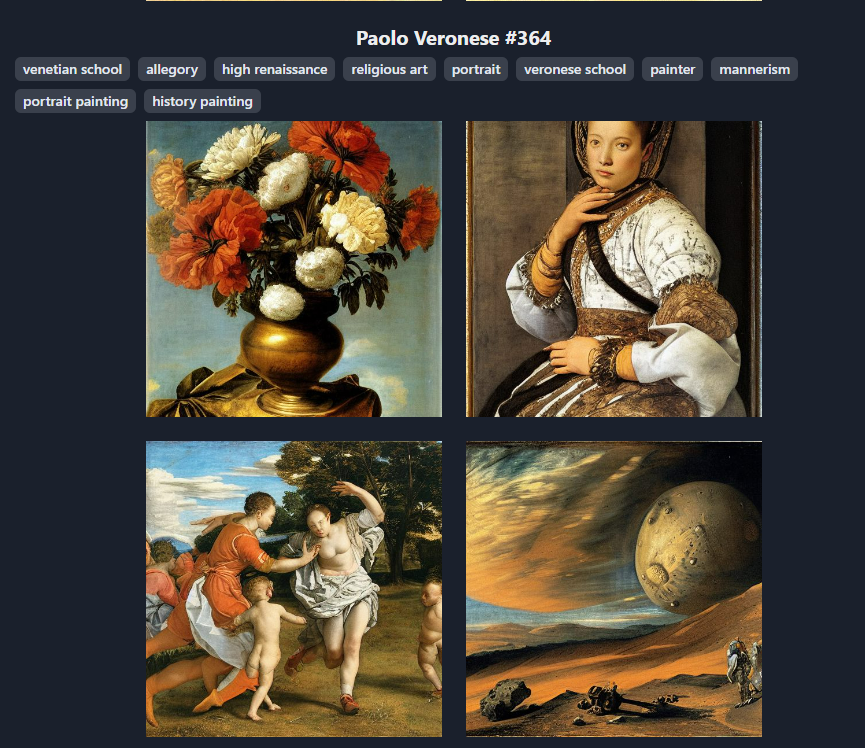 Paolo Veronese #364
venetian school allegory high renaissance religious art portrait veronese school painter mannerism
portrait painting history painting